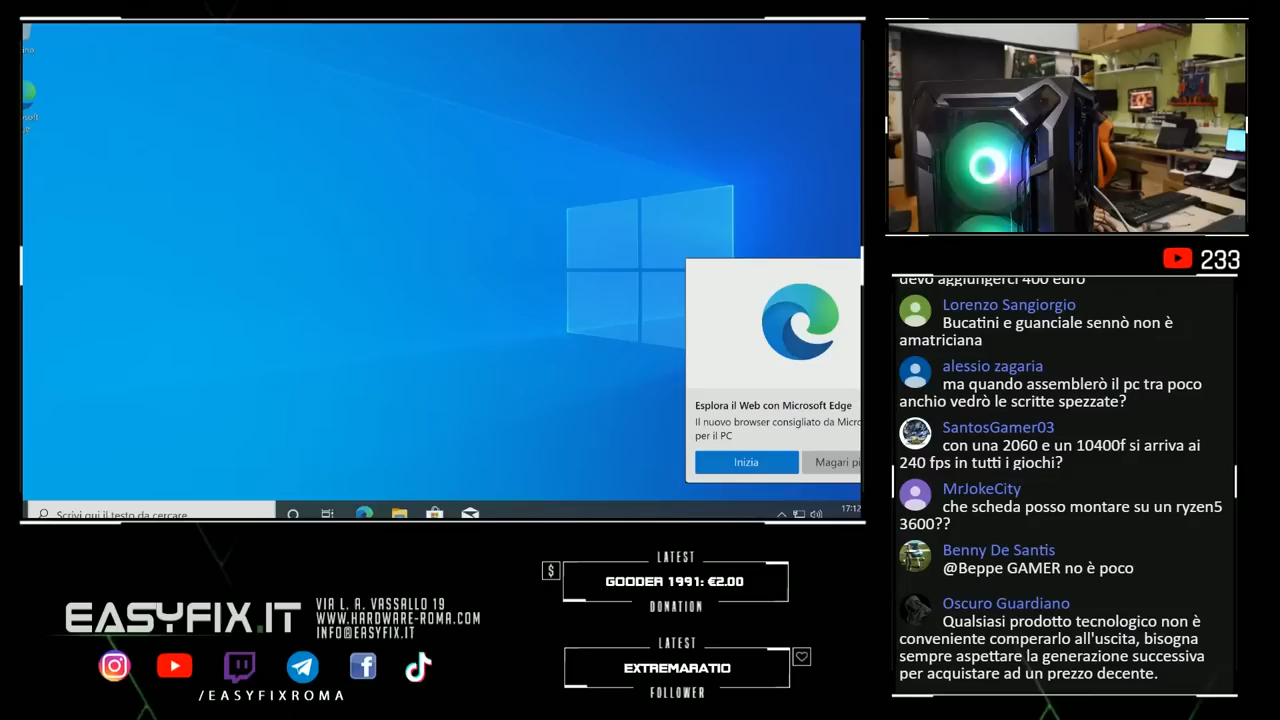 Esplora il Web con Microsoft Edge
Il nuovo browser consigliato da Micro
per il PC
Inizia
Magari pi
Scrivi qui il testo da cercare
17:12
233
devo aggiungerci 400 euro
Lorenzo Sangiorgio
Bucatini e guanciale sennò non è
amatriciana
alessio zagaria
ma quando assemblerò il pc tra poco
anchio vedrò le scritte spezzate?
SantosGamer03
con una 2060 e un 10400f si arriva ai
240 fps in tutti i giochi?
MrJokeCity
che scheda posso montare su un ryzen5
3600??
Benny De Santis
@Beppe GAMER no è poco
Oscuro Guardiano
Qualsiasi prodotto tecnologico non è
conveniente comperarlo all'uscita, bisogna
sempre aspettare la generazione successiva
per acquistare ad un prezzo decente.
EASYFIX.IT
VIA L. A. VASSALLO 19
WWW.HARDWARE-ROMA.COM
INFO@EASYFIX.IT
/EASYFIXROMA
LATEST
$
GOODER 1991: €2.00
DONATION
LATEST
EXTREMARATIO
FOLLOWER